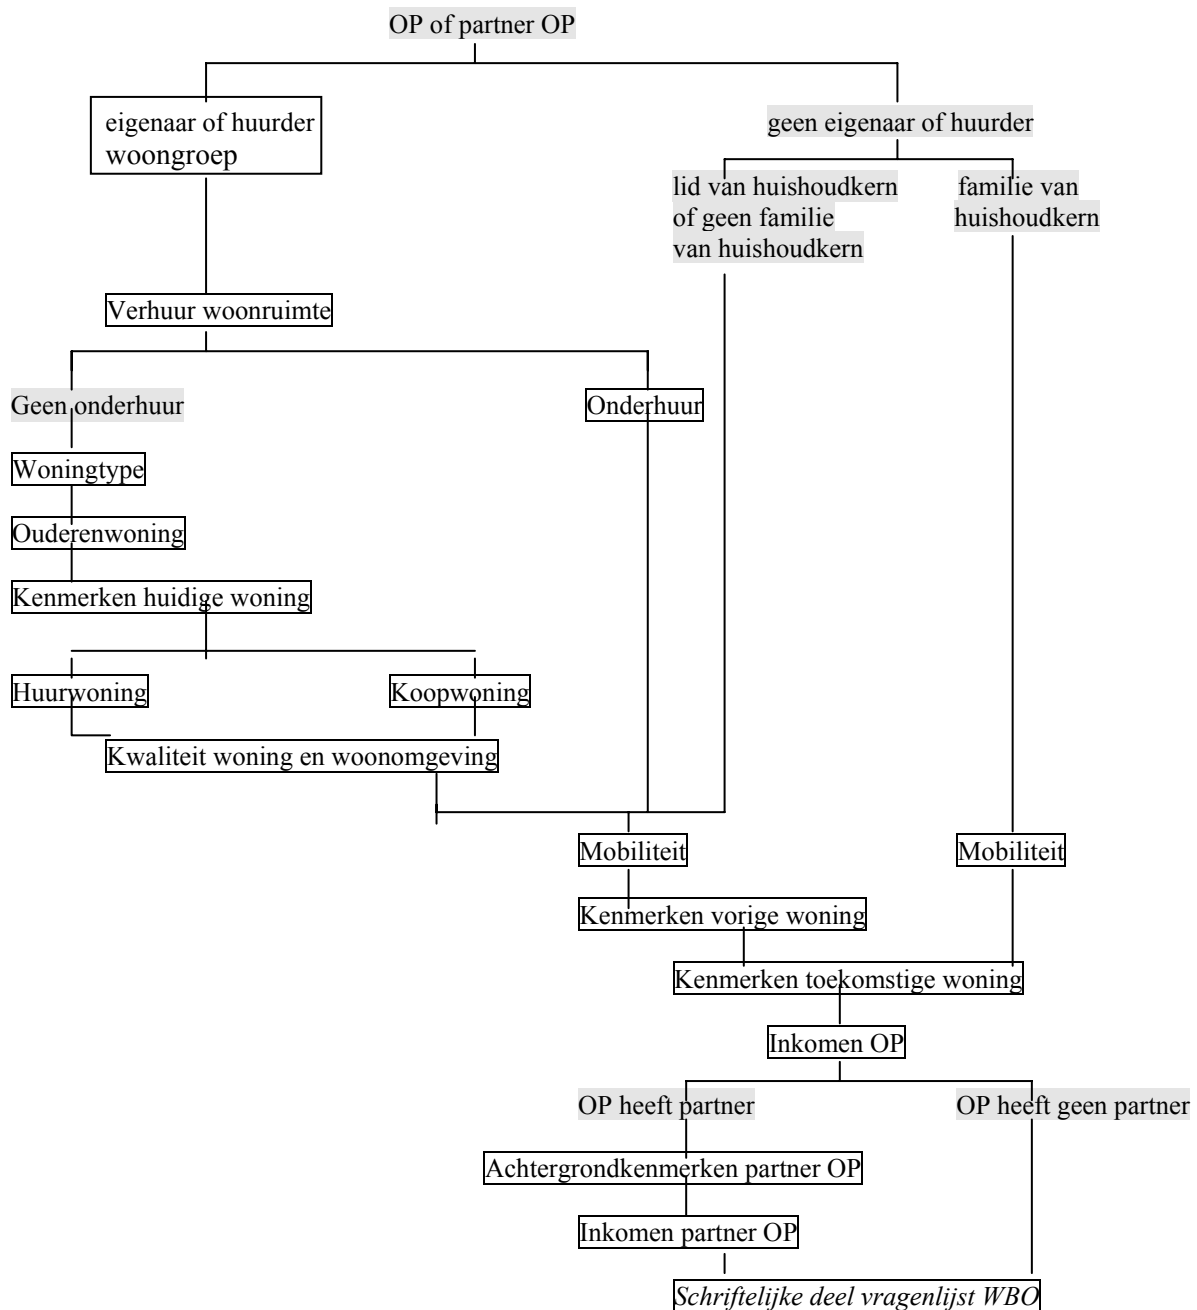 OP of partner OP
eigenaar of huurder
woongroep
geen eigenaar of huurder
lid van huishoudkern
of geen familie
van huishoudkern
familie van
huishoudkern
Verhuur woonruimte
Geen onderhuur
Onderhuur
Woningtype
Ouderenwoning
Kenmerken huidige woning
Huurwoning
Koopwoning
Kwaliteit woning en woonomgeving
Mobiliteit
Mobiliteit
Kenmerken vorige woning
Kenmerken toekomstige woning
Inkomen OP
OP heeft partner
OP heeft geen partner
Achtergrondkenmerken partner OP
Inkomen partner OP
Schriftelijke deel vragenlijst WBO